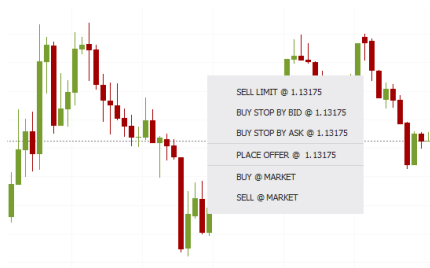 SELL LIMIT @ 1.13175
BUY STOP BY BID @ 1.13175
BUY STOP BY ASK @ 1.13175
PLACE OFFER @ 1.13175
BUY @ MARKET
SELL @ MARKET